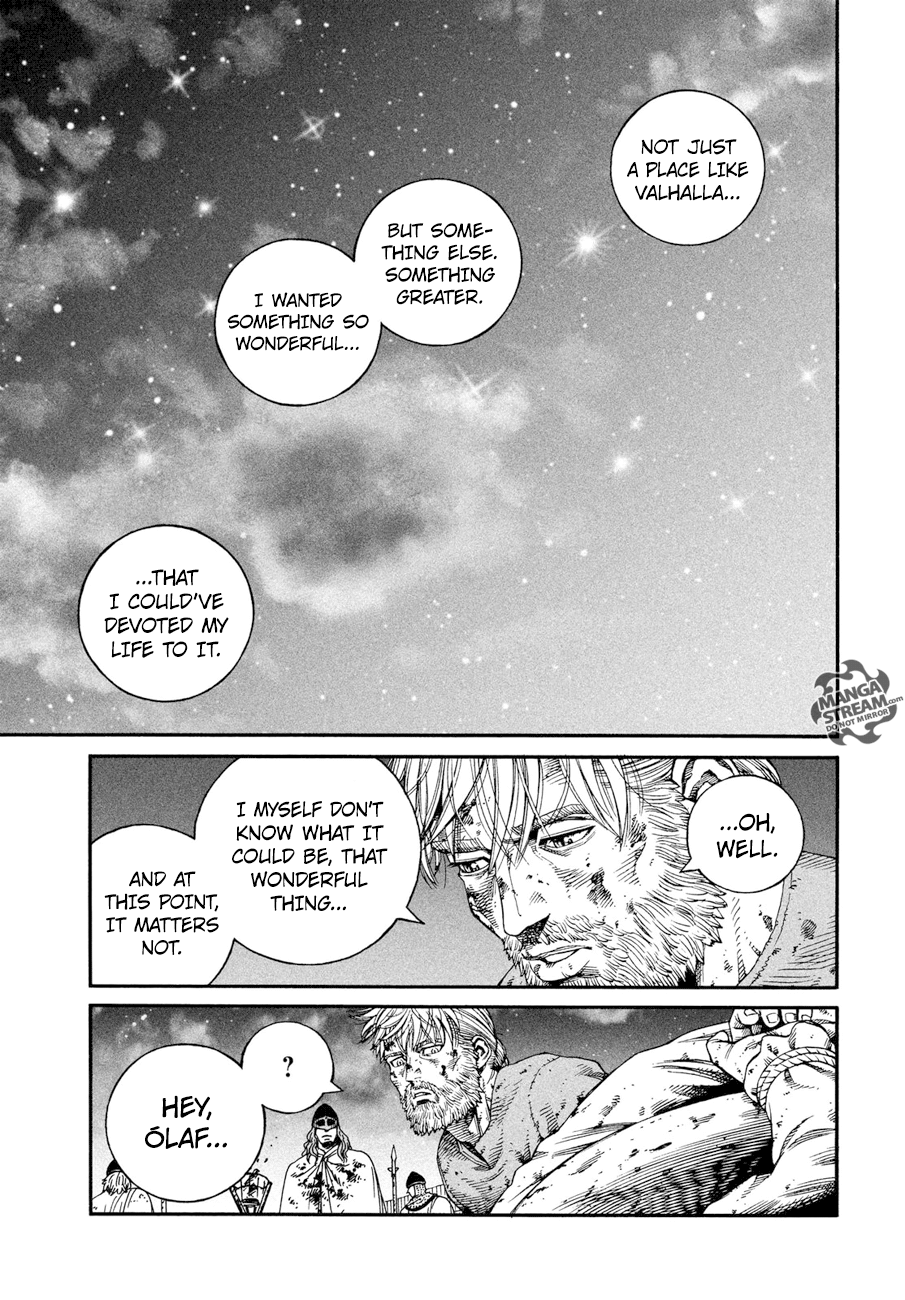 NOT JUST
A PLACE LIKE
VALHALLA...
BUT SOME-
THING ELSE.
SOMETHING
GREATER.
I WANTED
SOMETHING SO
WONDERFUL...
...THAT
I COULD'VE
DEVOTED MY
LIFE TO IT.
MANGA
STREAM.com
DO NOT MIRROR
...OH,
WELL.
I MYSELF DON'T
KNOW WHAT IT
COULD BE, THAT
WONDERFUL
THING...
AND AT
THIS POINT,
IT MATTERS
NOT.
?
HEY,
ÓLAF...